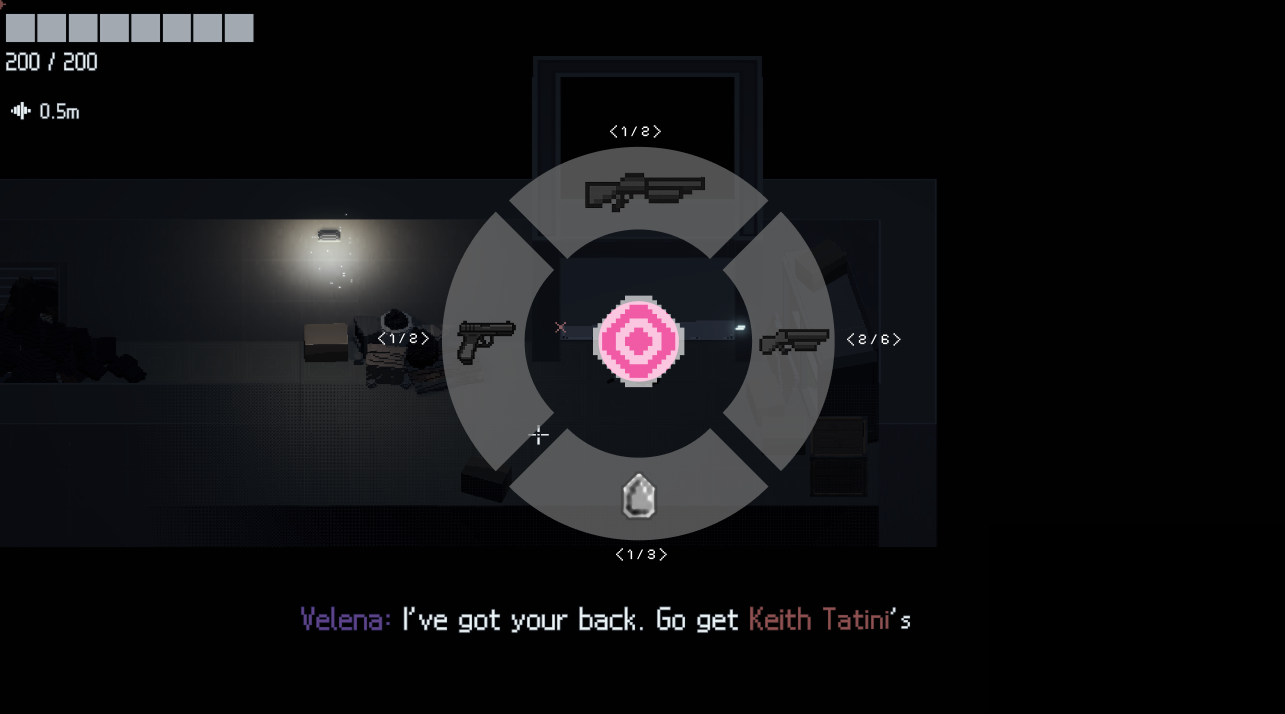 200 / 200
0.5m
<1/2>
<1/2>
<2/6>
<1/3>
Velena: I've got your back. Go get Keith Tatini's